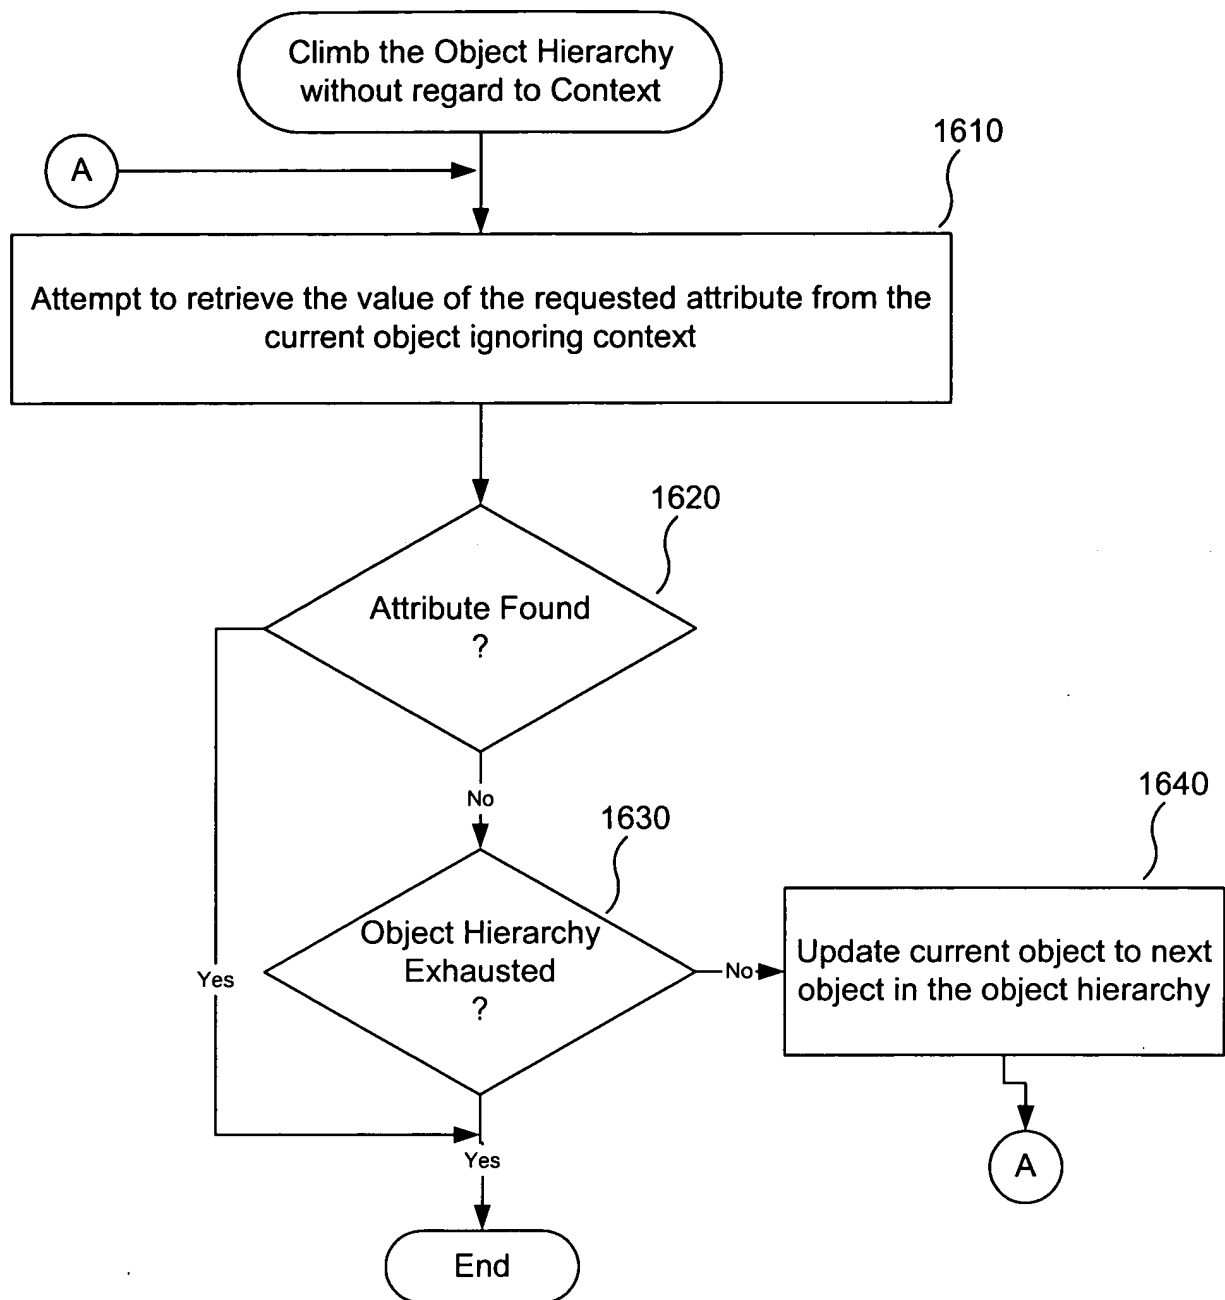 Climb the Object Hierarchy
without regard to Context
A
1610
Attempt to retrieve the value of the requested attribute from the
current object ignoring context
1620
Attribute Found
?
No
1630
1640
Object Hierarchy
Exhausted
?
Yes
No
Update current object to next
object in the object hierarchy
Yes
A
End